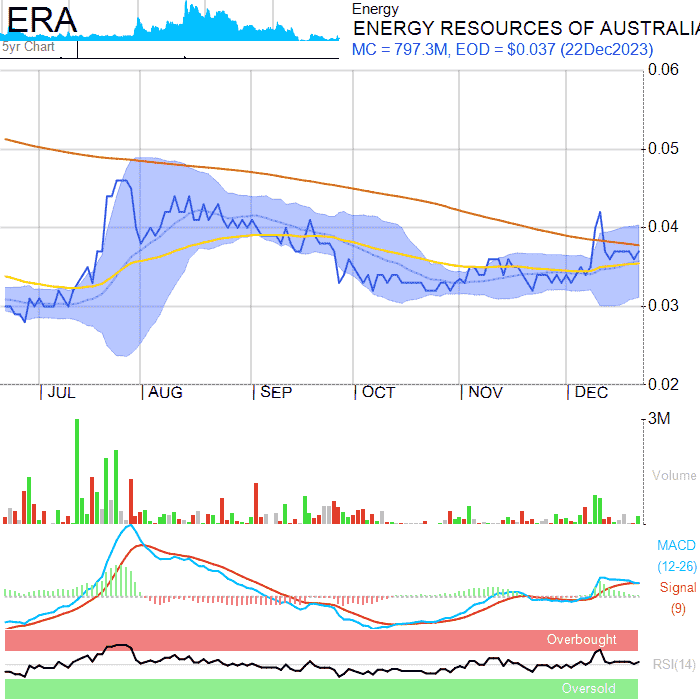 ERA
5yr Chart
Energy
ENERGY RESOURCES OF AUSTRALIA
MC = 797.3M, EOD = $0.037 (22Dec2023)
0.06
0.05
0.04
0.03
0.02
JUL AUG SEP OCT NOV DEC
3M
Volume
MACD
(12-26)
Signal
(9)
Overbought
RSI(14)
Oversold